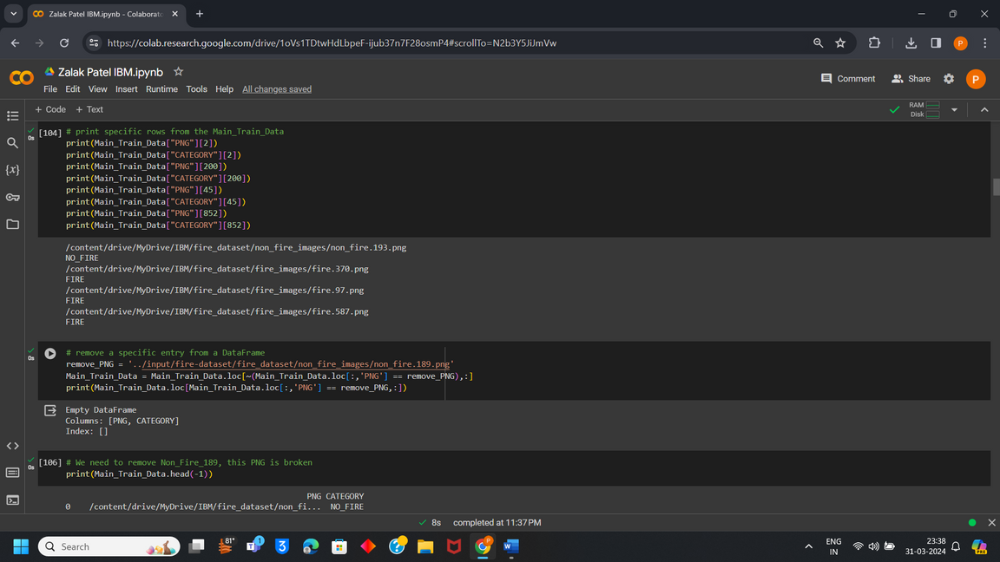 Zalak Patel IBM.ipynb - Colaborato
https://colab.research.google.com/drive/1oVs1TDtwHdLbpeF-ijub37n7F28osmP4#scrollTo=N2b3Y5JiJmVw
P
Zalak Patel IBM.ipynb
File Edit View Insert Runtime Tools Help All changes saved
Comment Share P
+ Code + Text
RAM
Disk
0s [104] # print specific rows from the Main_Train_Data
print(Main_Train_Data["PNG"][2])
print(Main_Train_Data["CATEGORY"][2])
print(Main_Train_Data["PNG"][200])
print(Main_Train_Data["CATEGORY"][200])
print(Main_Train_Data["PNG"][45])
print(Main_Train_Data["CATEGORY"][45])
print(Main_Train_Data["PNG"][852])
print(Main_Train_Data["CATEGORY"][852])
/content/drive/MyDrive/IBM/fire_dataset/non_fire_images/non_fire.193.png
NO_FIRE
/content/drive/MyDrive/IBM/fire_dataset/fire_images/fire.370.png
FIRE
/content/drive/MyDrive/IBM/fire_dataset/fire_images/fire.97.png
FIRE
/content/drive/MyDrive/IBM/fire_dataset/fire_images/fire.587.png
FIRE
0s # remove a specific entry from a DataFrame
remove_PNG = '../input/fire-dataset/fire_dataset/non_fire_images/non_fire.189.png'
Main_Train_Data = Main_Train_Data.loc[~(Main_Train_Data.loc[:,'PNG'] == remove_PNG),:]
print(Main_Train_Data.loc[Main_Train_Data.loc[:,'PNG'] == remove_PNG,:])
Empty DataFrame
Columns: [PNG, CATEGORY]
Index: []
0s [106] # We need to remove Non_Fire_189, this PNG is broken
print(Main_Train_Data.head(-1))
PNG CATEGORY
0 /content/drive/MyDrive/IBM/fire_dataset/non_fi... NO_FIRE
8s completed at 11:37 PM
Search
81°
1
ENG
IN
23:38
31-03-2024
PRE